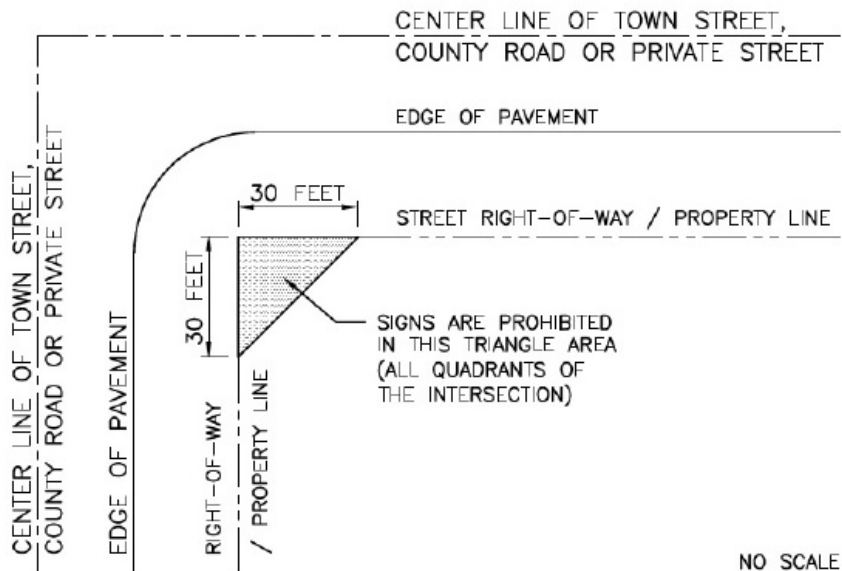 CENTER LINE OF TOWN STREET,
COUNTY ROAD OR PRIVATE STREET
EDGE OF PAVEMENT
30 FEET
STREET RIGHT-OF-WAY / PROPERTY LINE
30 FEET
SIGNS ARE PROHIBITED
IN THIS TRIANGLE AREA
(ALL QUADRANTS OF
THE INTERSECTION)
CENTER LINE OF TOWN STREET,
COUNTY ROAD OR PRIVATE STREET
EDGE OF PAVEMENT
RIGHT-OF-WAY
/ PROPERTY LINE
NO SCALE